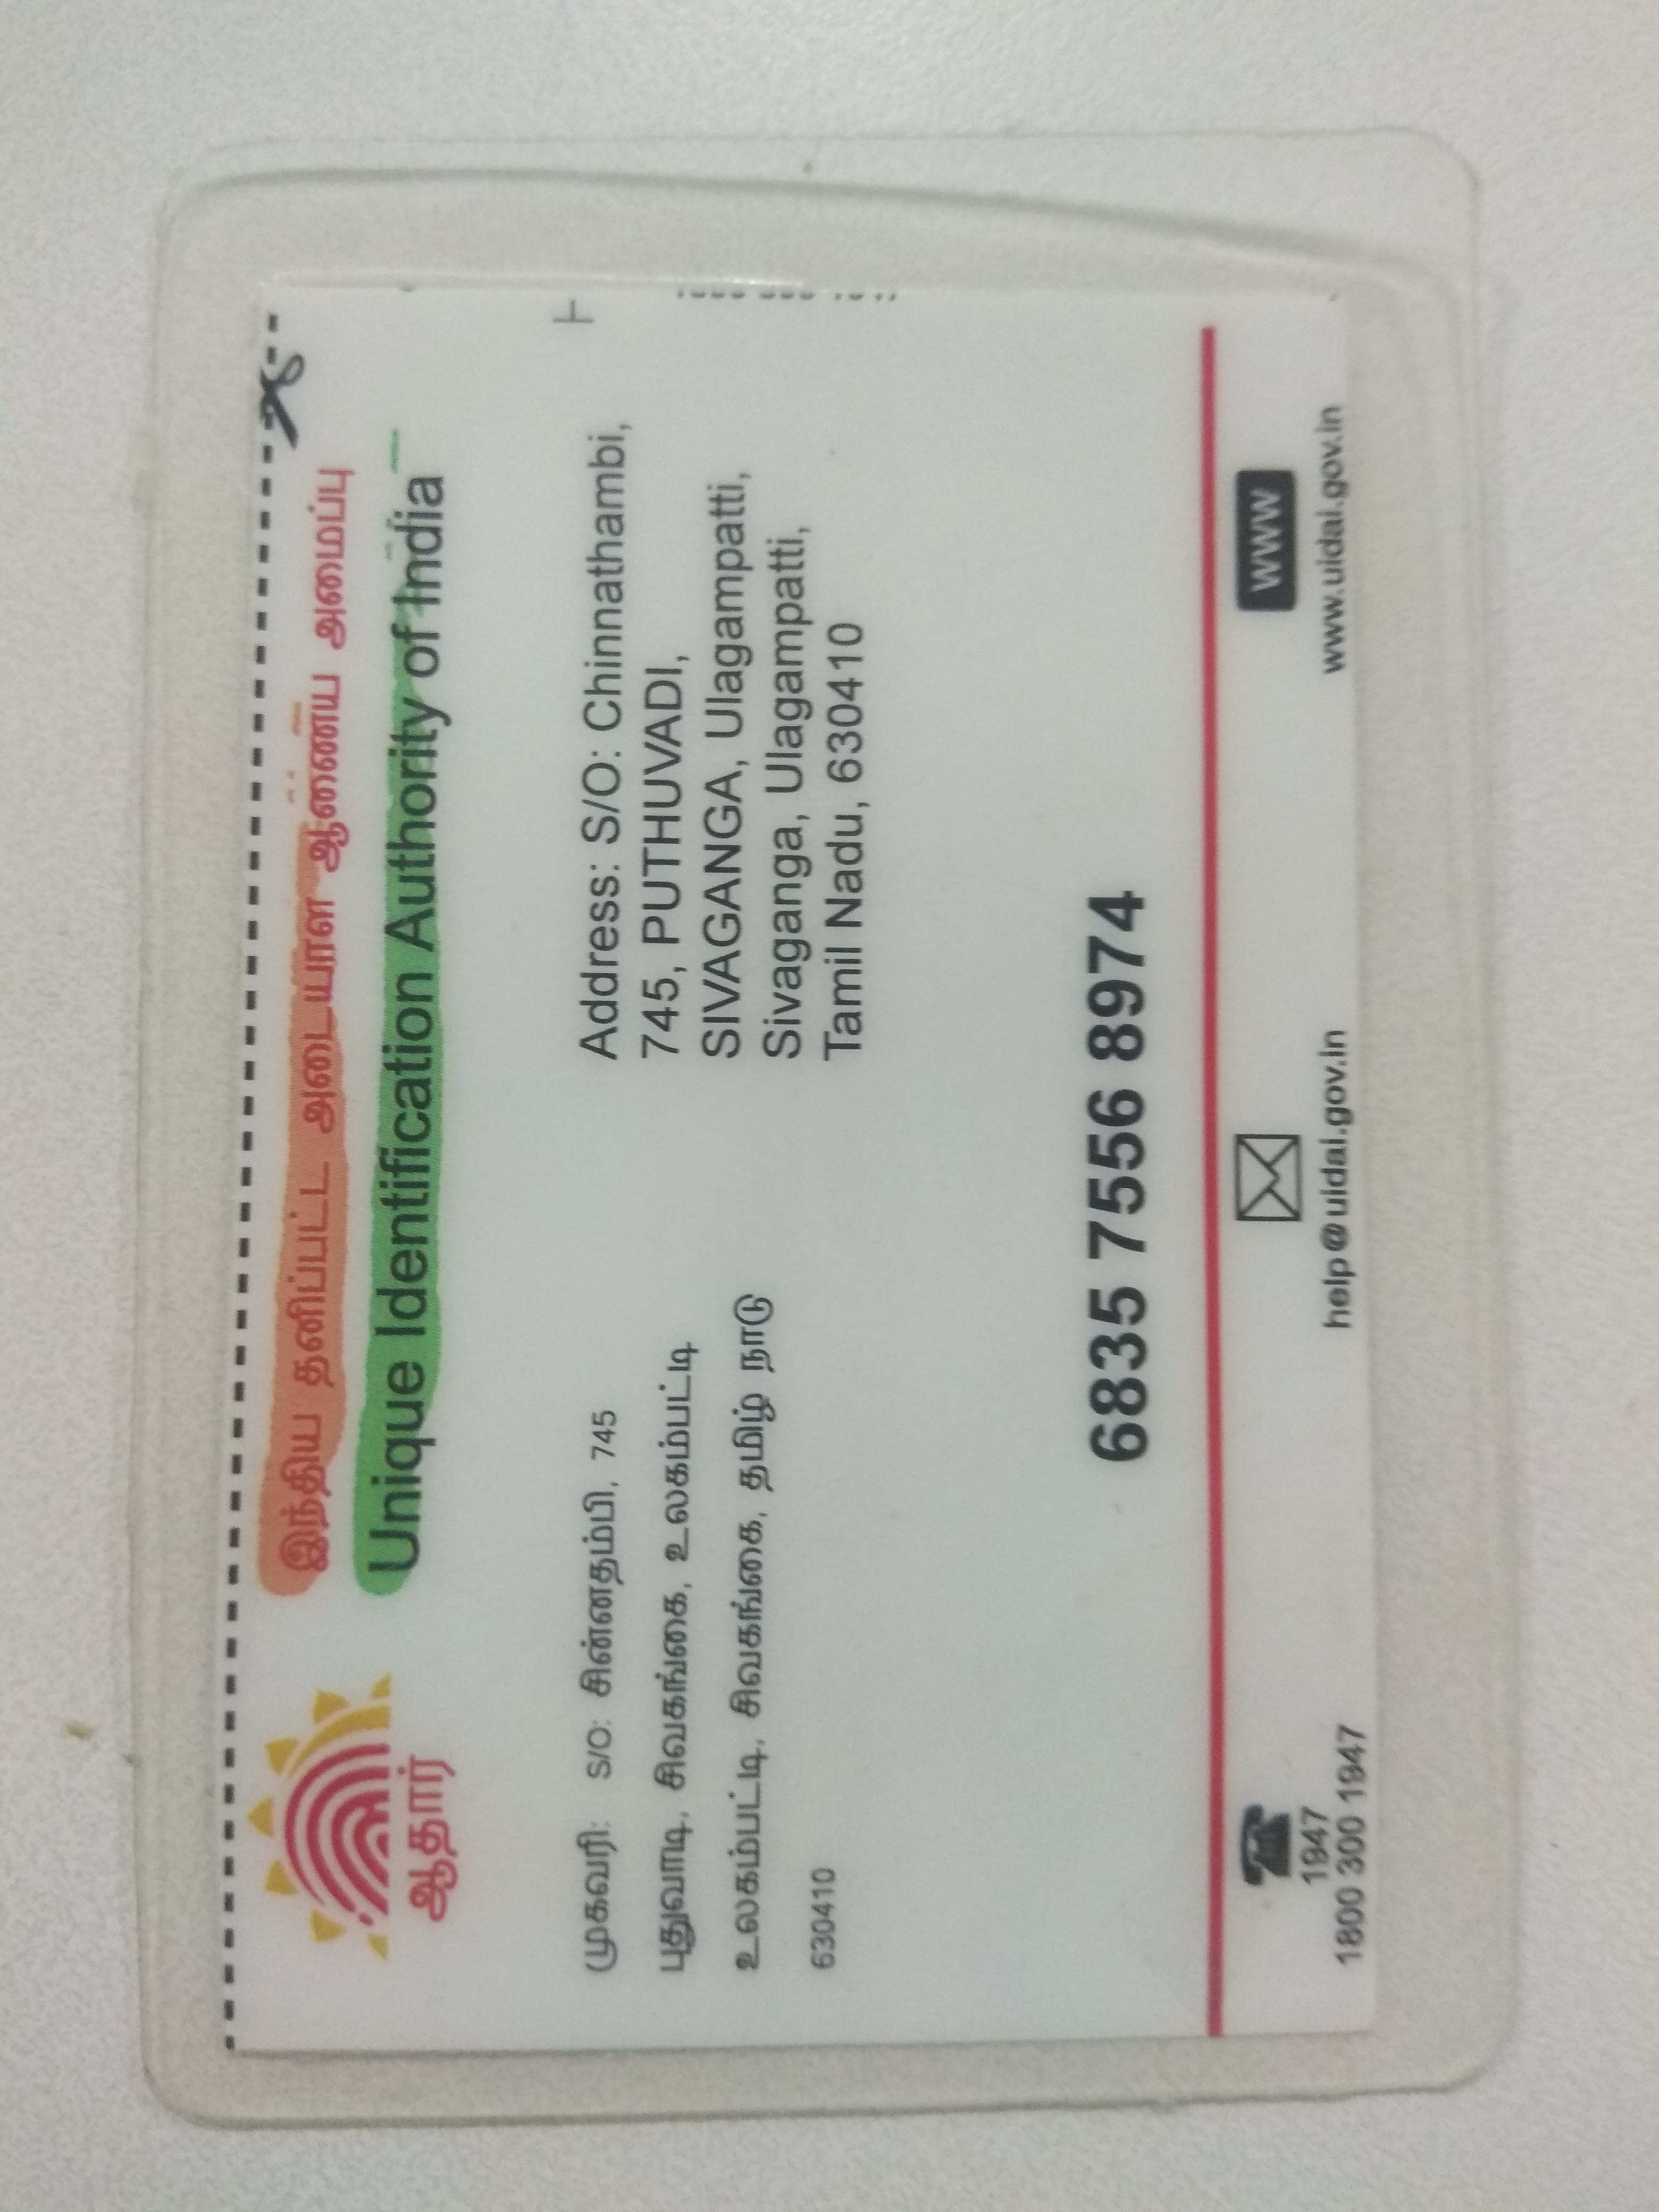 இந்திய தனிப்பட்ட அடையாள ஆணைய அமைப்பு
Unique Identification Authority of India
ஆதார்
முகவரி: S/O: சின்னதம்பி, 745
புதுவாடி, சிவகங்கை, உலகம்பட்டி
உலகம்பட்டி, சிவகங்கை, தமிழ் நாடு
630410
Address: S/O: Chinnathambi,
745, PUTHUVADI,
SIVAGANGA, Ulagampatti,
Sivaganga, Ulagampatti,
Tamil Nadu, 630410
6835 7556 8974
1947
1800 300 1947
help@uidai.gov.in
www
www.uidai.gov.in